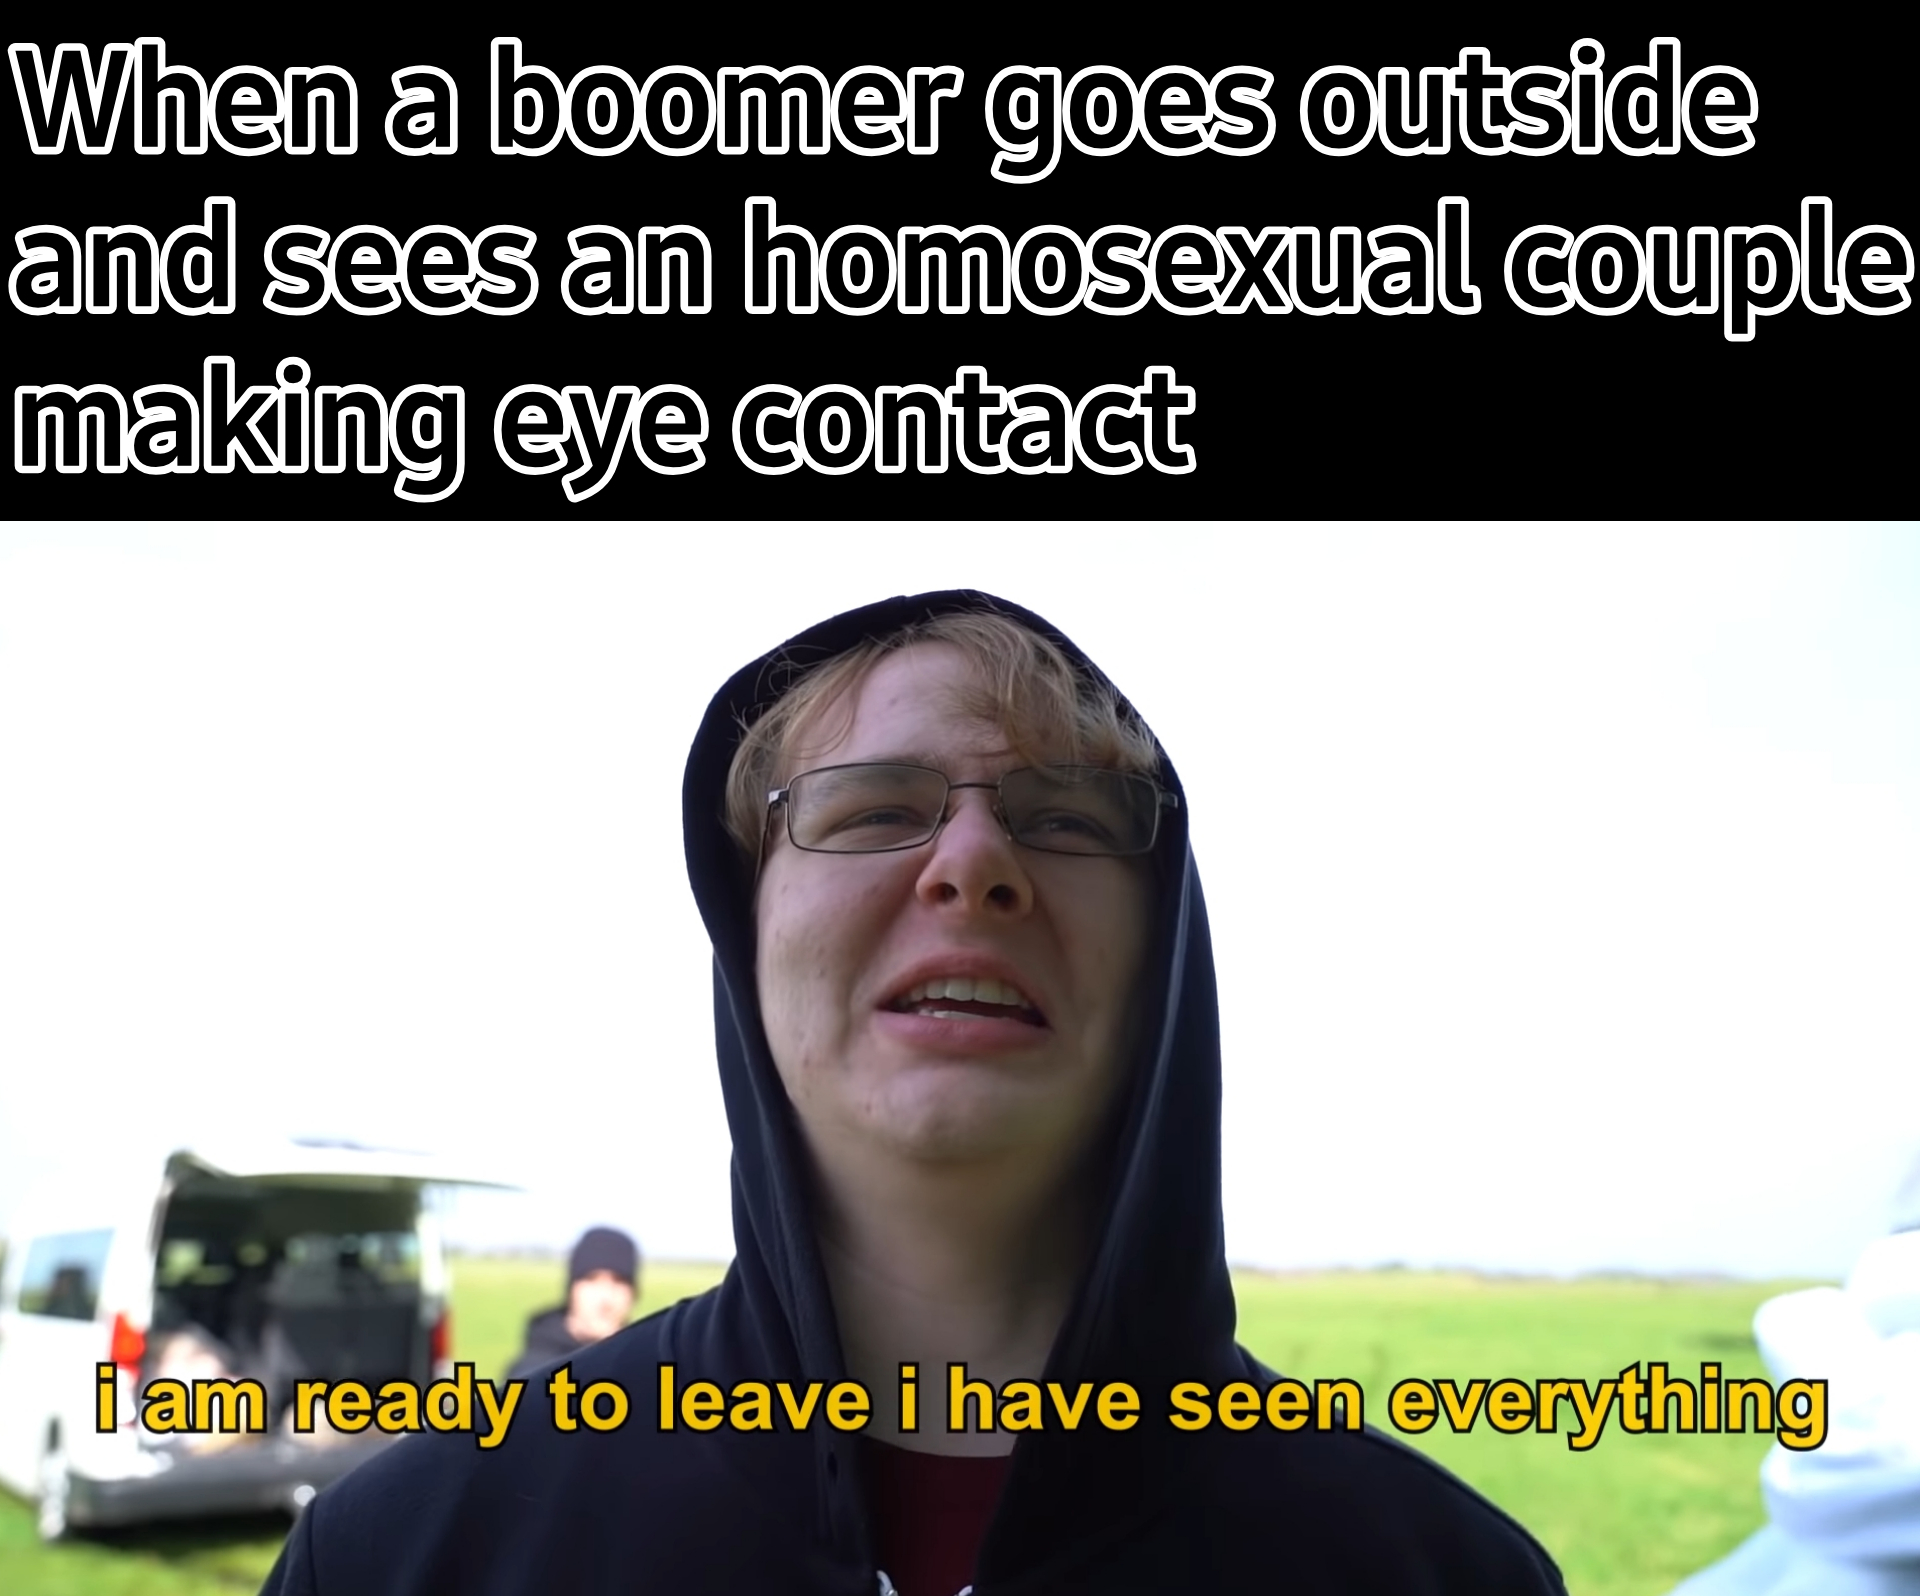 When a boomer goes outside
and sees an homosexual couple
making eye contact
i am ready to leave i have seen everything